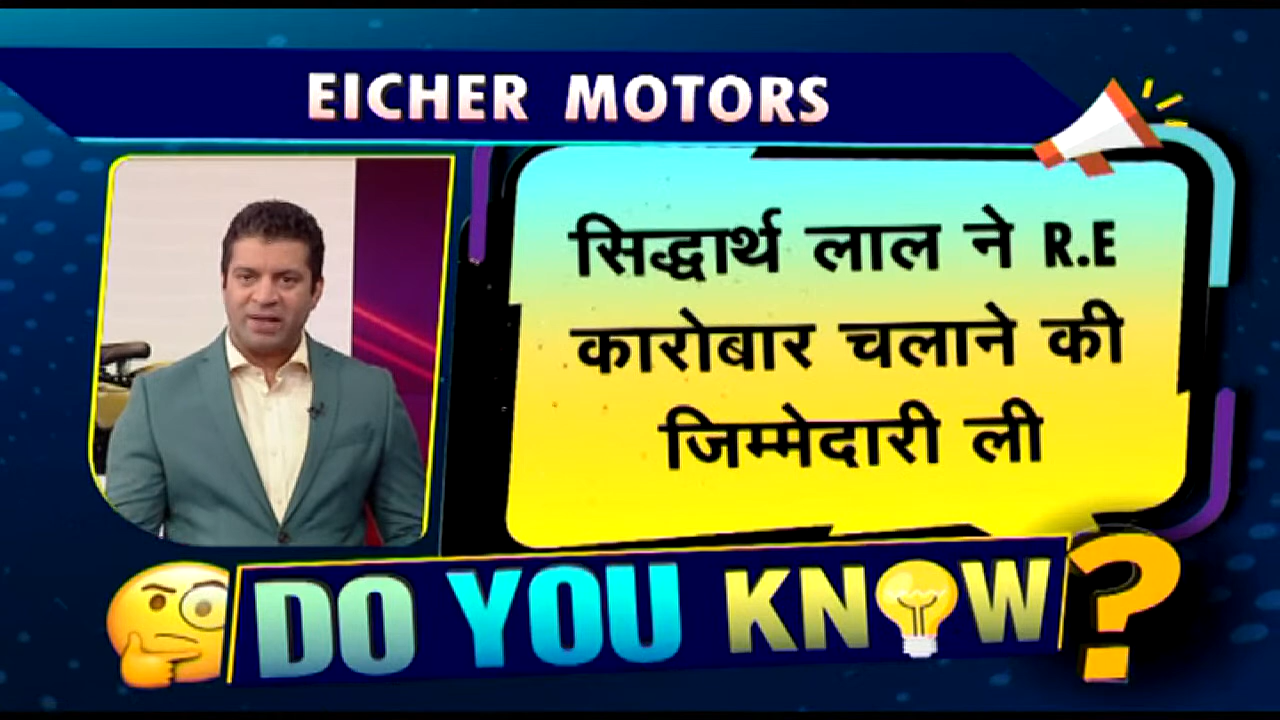 EICHER MOTORS
सिद्धार्थ लाल ने R.E
कारोबार चलाने की
जिम्मेदारी ली
DO YOU KNOW?